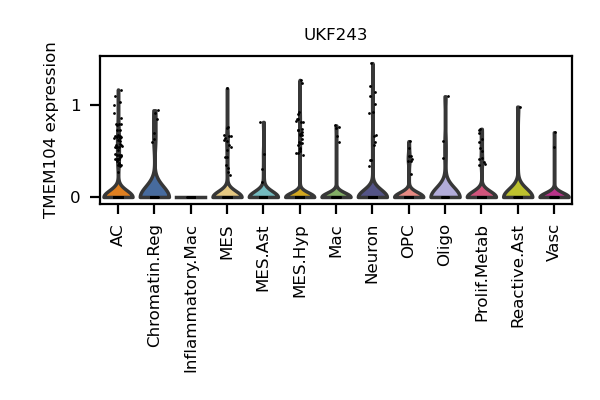 UKF243
TMEM104 expression
1
0
AC
Chromatin.Reg
Inflammatory.Mac
MES
MES.Ast
MES.Hyp
Mac
Neuron
OPC
Oligo
Prolif.Metab
Reactive.Ast
Vasc